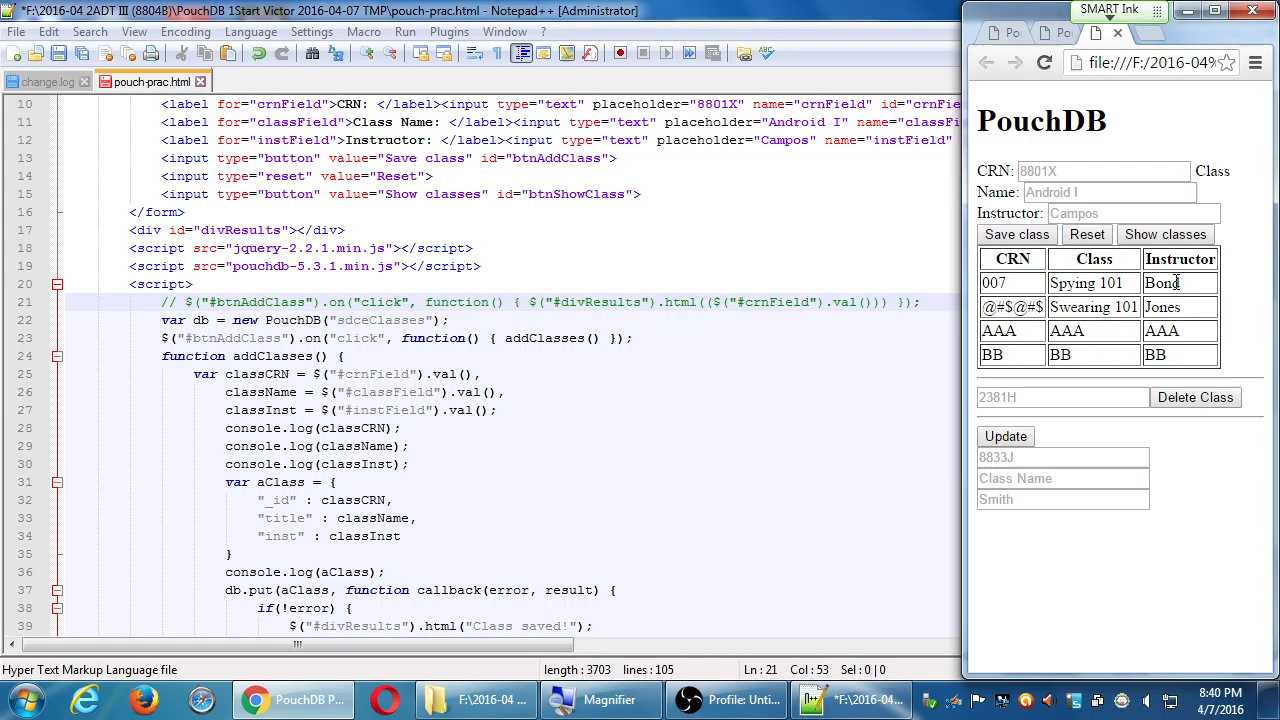 *F:\2016-04 2ADT III (8804B)\PouchDB 1Start Victor 2016-04-07 TMP\pouch-prac.html - Notepad++ [Administrator]
File Edit Search View Encoding Language Settings Macro Run Plugins Window ?
change.log
pouch-prac.html
10 <label for="crnField">CRN: </label><input type="text" placeholder="8801X" name="crnField" id="crnFie
11 <label for="classField">Class Name: </label><input type="text" placeholder="Android I" name="classF
12 <label for="instField">Instructor: </label><input type="text" placeholder="Campos" name="instField"
13 <input type="button" value="Save class" id="btnAddClass">
14 <input type="reset" value="Reset">
15 <input type="button" value="Show classes" id="btnShowClass">
16 </form>
17 <div id="divResults"></div>
18 <script src="jquery-2.2.1.min.js"></script>
19 <script src="pouchdb-5.3.1.min.js"></script>
20 <script>
21 // $("#btnAddClass").on("click", function() { $("#divResults").html(($("#crnField").val())) });
22 var db = new PouchDB("sdceClasses");
23 $("#btnAddClass").on("click", function() { addClasses() });
24 function addClasses() {
25 var classCRN = $("#crnField").val(),
26 className = $("#classField").val(),
27 classInst = $("#instField").val();
28 console.log(classCRN);
29 console.log(className);
30 console.log(classInst);
31 var aClass = {
32 "_id" : classCRN,
33 "title" : className,
34 "inst" : classInst
35 }
36 console.log(aClass);
37 db.put(aClass, function callback(error, result) {
38 if(!error) {
39 $("#divResults").html("Class saved!");
Hyper Text Markup Language file length : 3703 lines : 105 Ln : 21 Col : 53 Sel : 0 | 0
SMART Ink
Po
Po
file:///F:/2016-04%
PouchDB
CRN: 8801X Class
Name: Android I
Instructor: Campos
Save class Reset Show classes
CRN Class Instructor
007 Spying 101 Bond
@#$@#$ Swearing 101 Jones
AAA AAA AAA
BB BB BB
2381H Delete Class
Update
8833J
Class Name
Smith
PouchDB P...
F:\2016-04 ...
Magnifier
Profile: Unti...
*F:\2016-04...
8:40 PM
4/7/2016